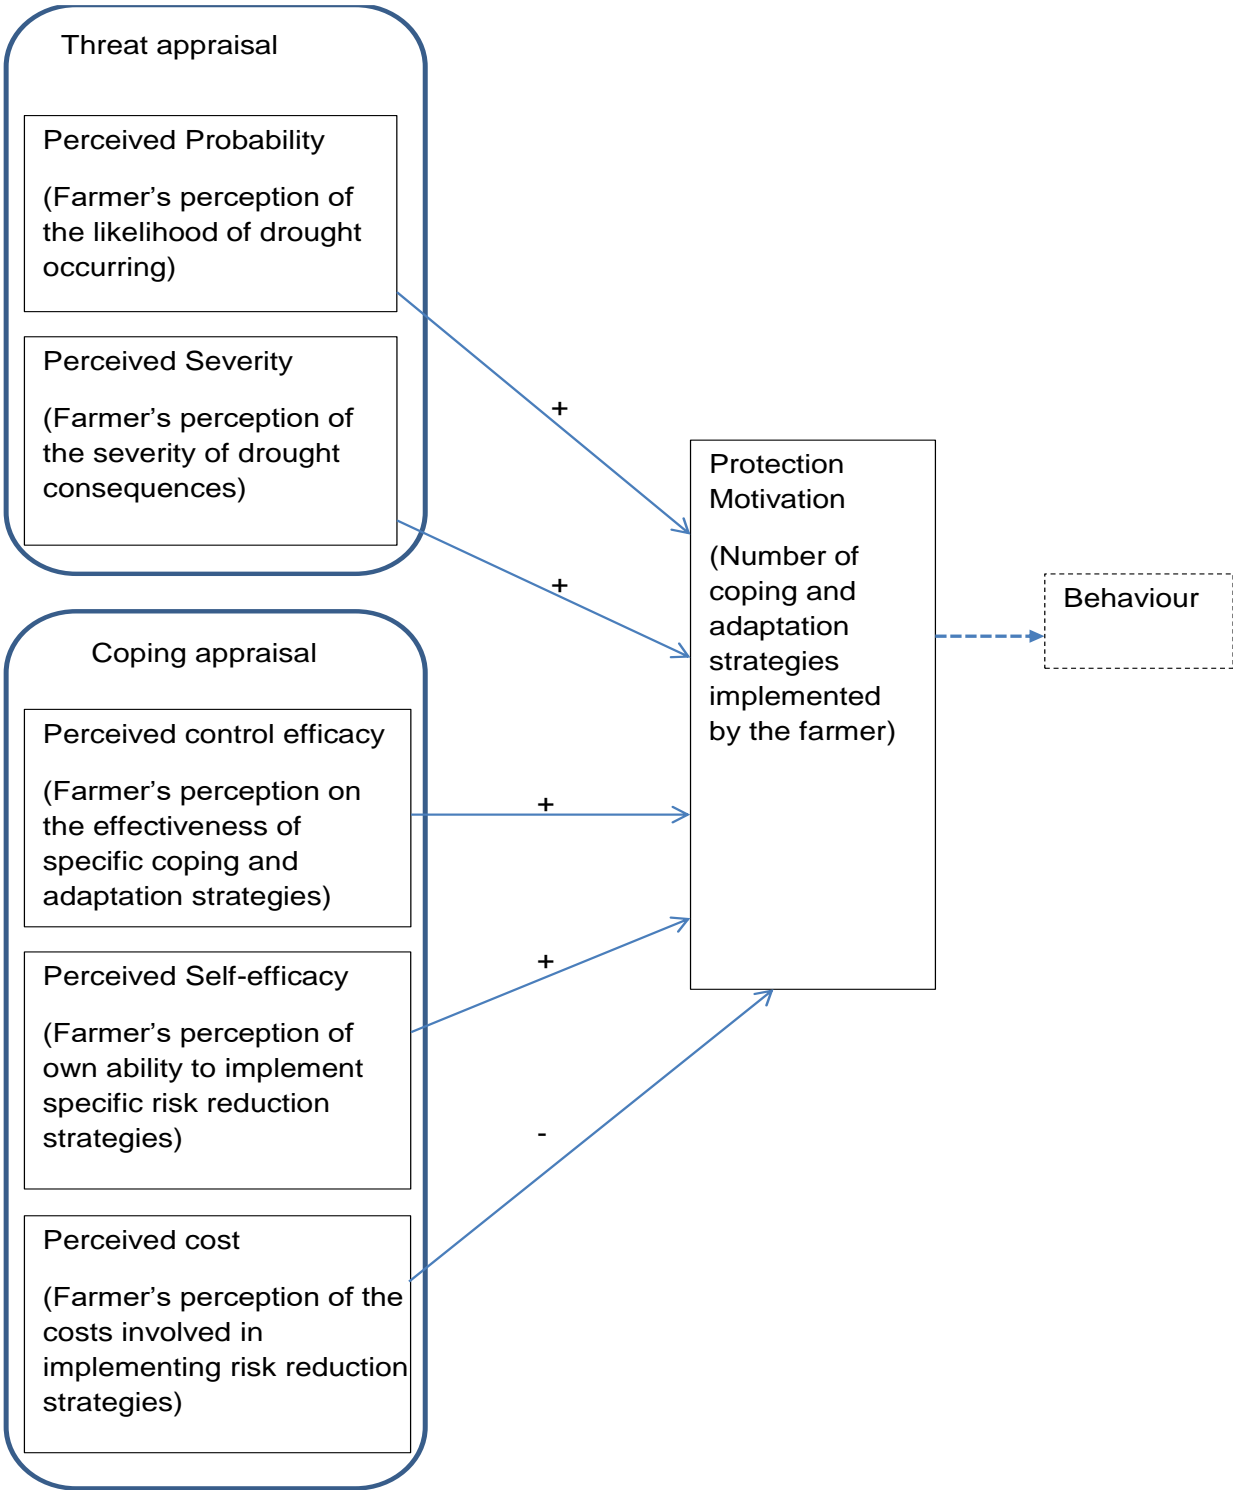 Threat appraisal
Perceived Probability
(Farmer’s perception of
the likelihood of drought
occurring)
Perceived Severity
(Farmer’s perception of
the severity of drought
consequences)
Coping appraisal
Perceived control efficacy
(Farmer’s perception on
the effectiveness of
specific coping and
adaptation strategies)
Perceived Self-efficacy
(Farmer’s perception of
own ability to implement
specific risk reduction
strategies)
Perceived cost
(Farmer’s perception of the
costs involved in
implementing risk reduction
strategies)
+
+
+
+
-
Protection
Motivation
(Number of
coping and
adaptation
strategies
implemented
by the farmer)
Behaviour